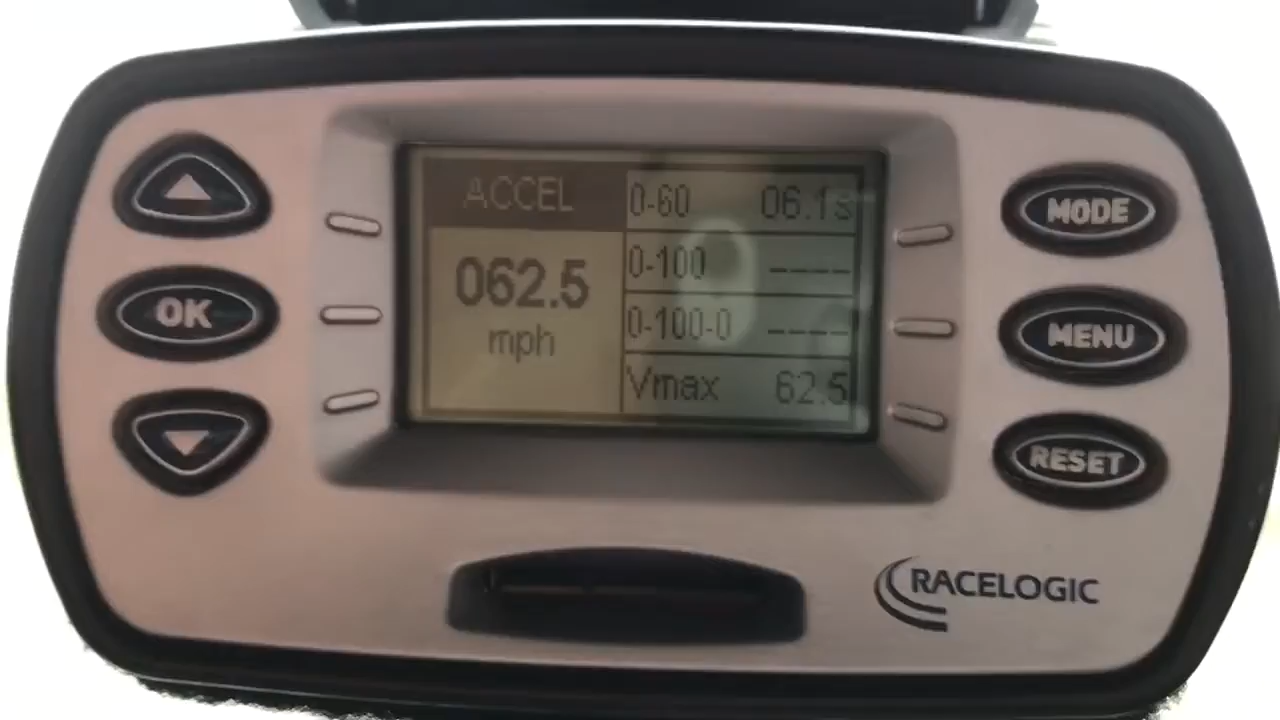 ACCEL
062.5
mph
0-60 06.1s
0-100 ----
0-100-0 ----
Vmax 62.5
OK
MODE
MENU
RESET
RACELOGIC